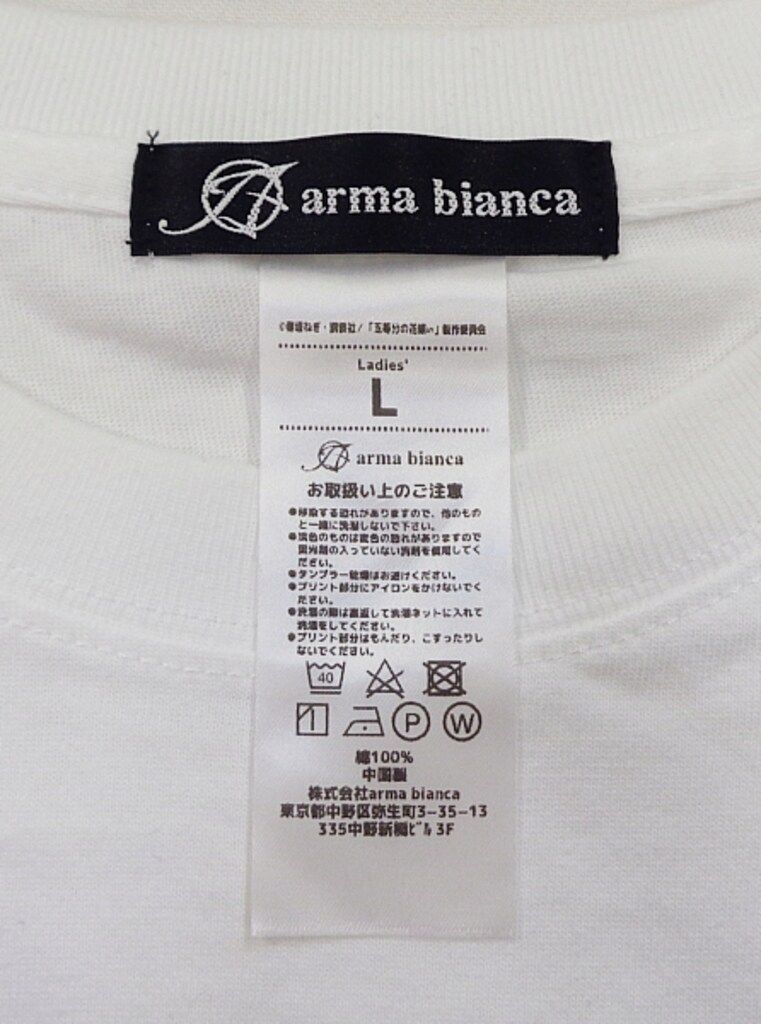 arma bianca
©春場ねぎ・講談社/「五等分の花嫁∬」製作委員会
Ladies'
L
arma bianca
お取扱い上のご注意
●移染する恐れがありますので、他のもの
と一緒に洗濯しないで下さい。
●淡色のものは変色の恐れがありますので
蛍光剤の入っていない洗剤を使用してく
ださい。
●タンブラー乾燥はお避けください。
●プリント部分にアイロンをかけないでく
ださい。
●洗濯の際は裏返して洗濯ネットに入れて
洗濯をしてください。
●プリント部分はもんだり、こすったりし
ないでください。
40
P W
綿100%
中国製
株式会社arma bianca
東京都中野区弥生町3-35-13
335中野新橋ビル 3F